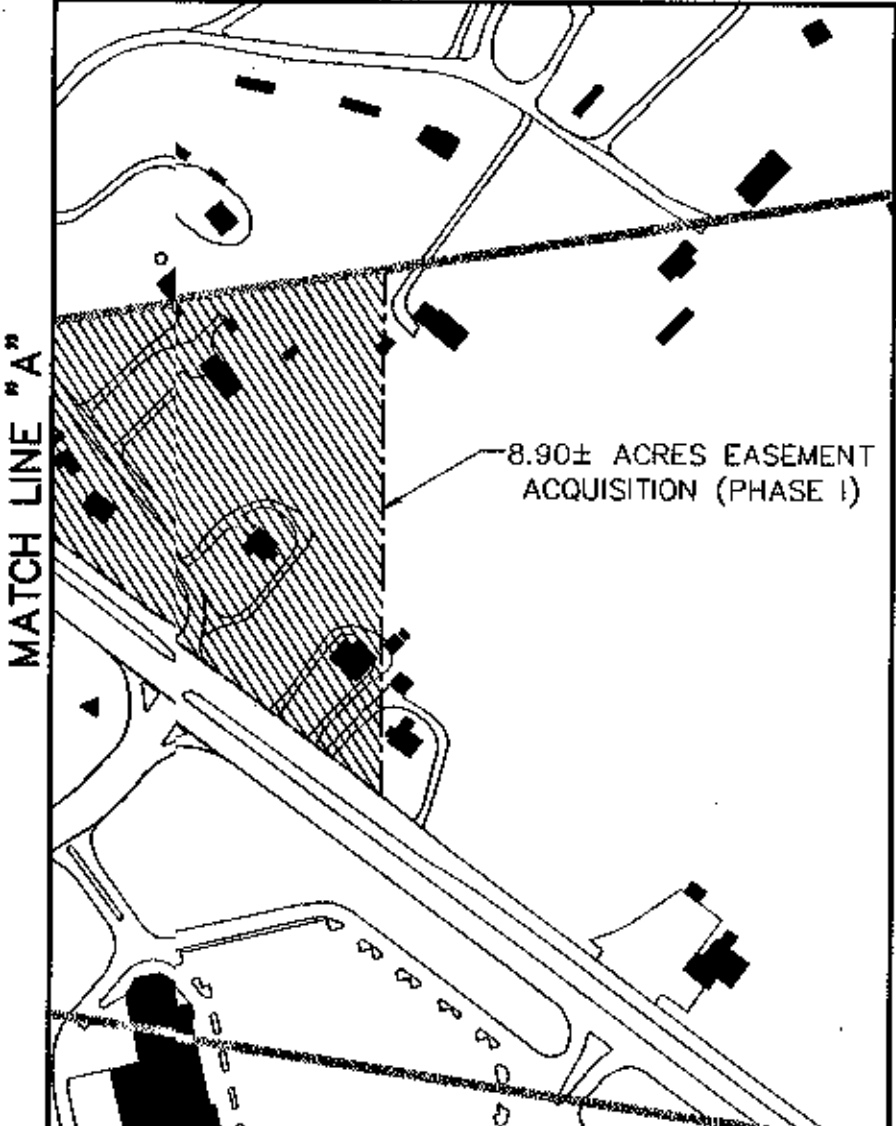 MATCH LINE "A"
8.90± ACRES EASEMENT
ACQUISITION (PHASE I)